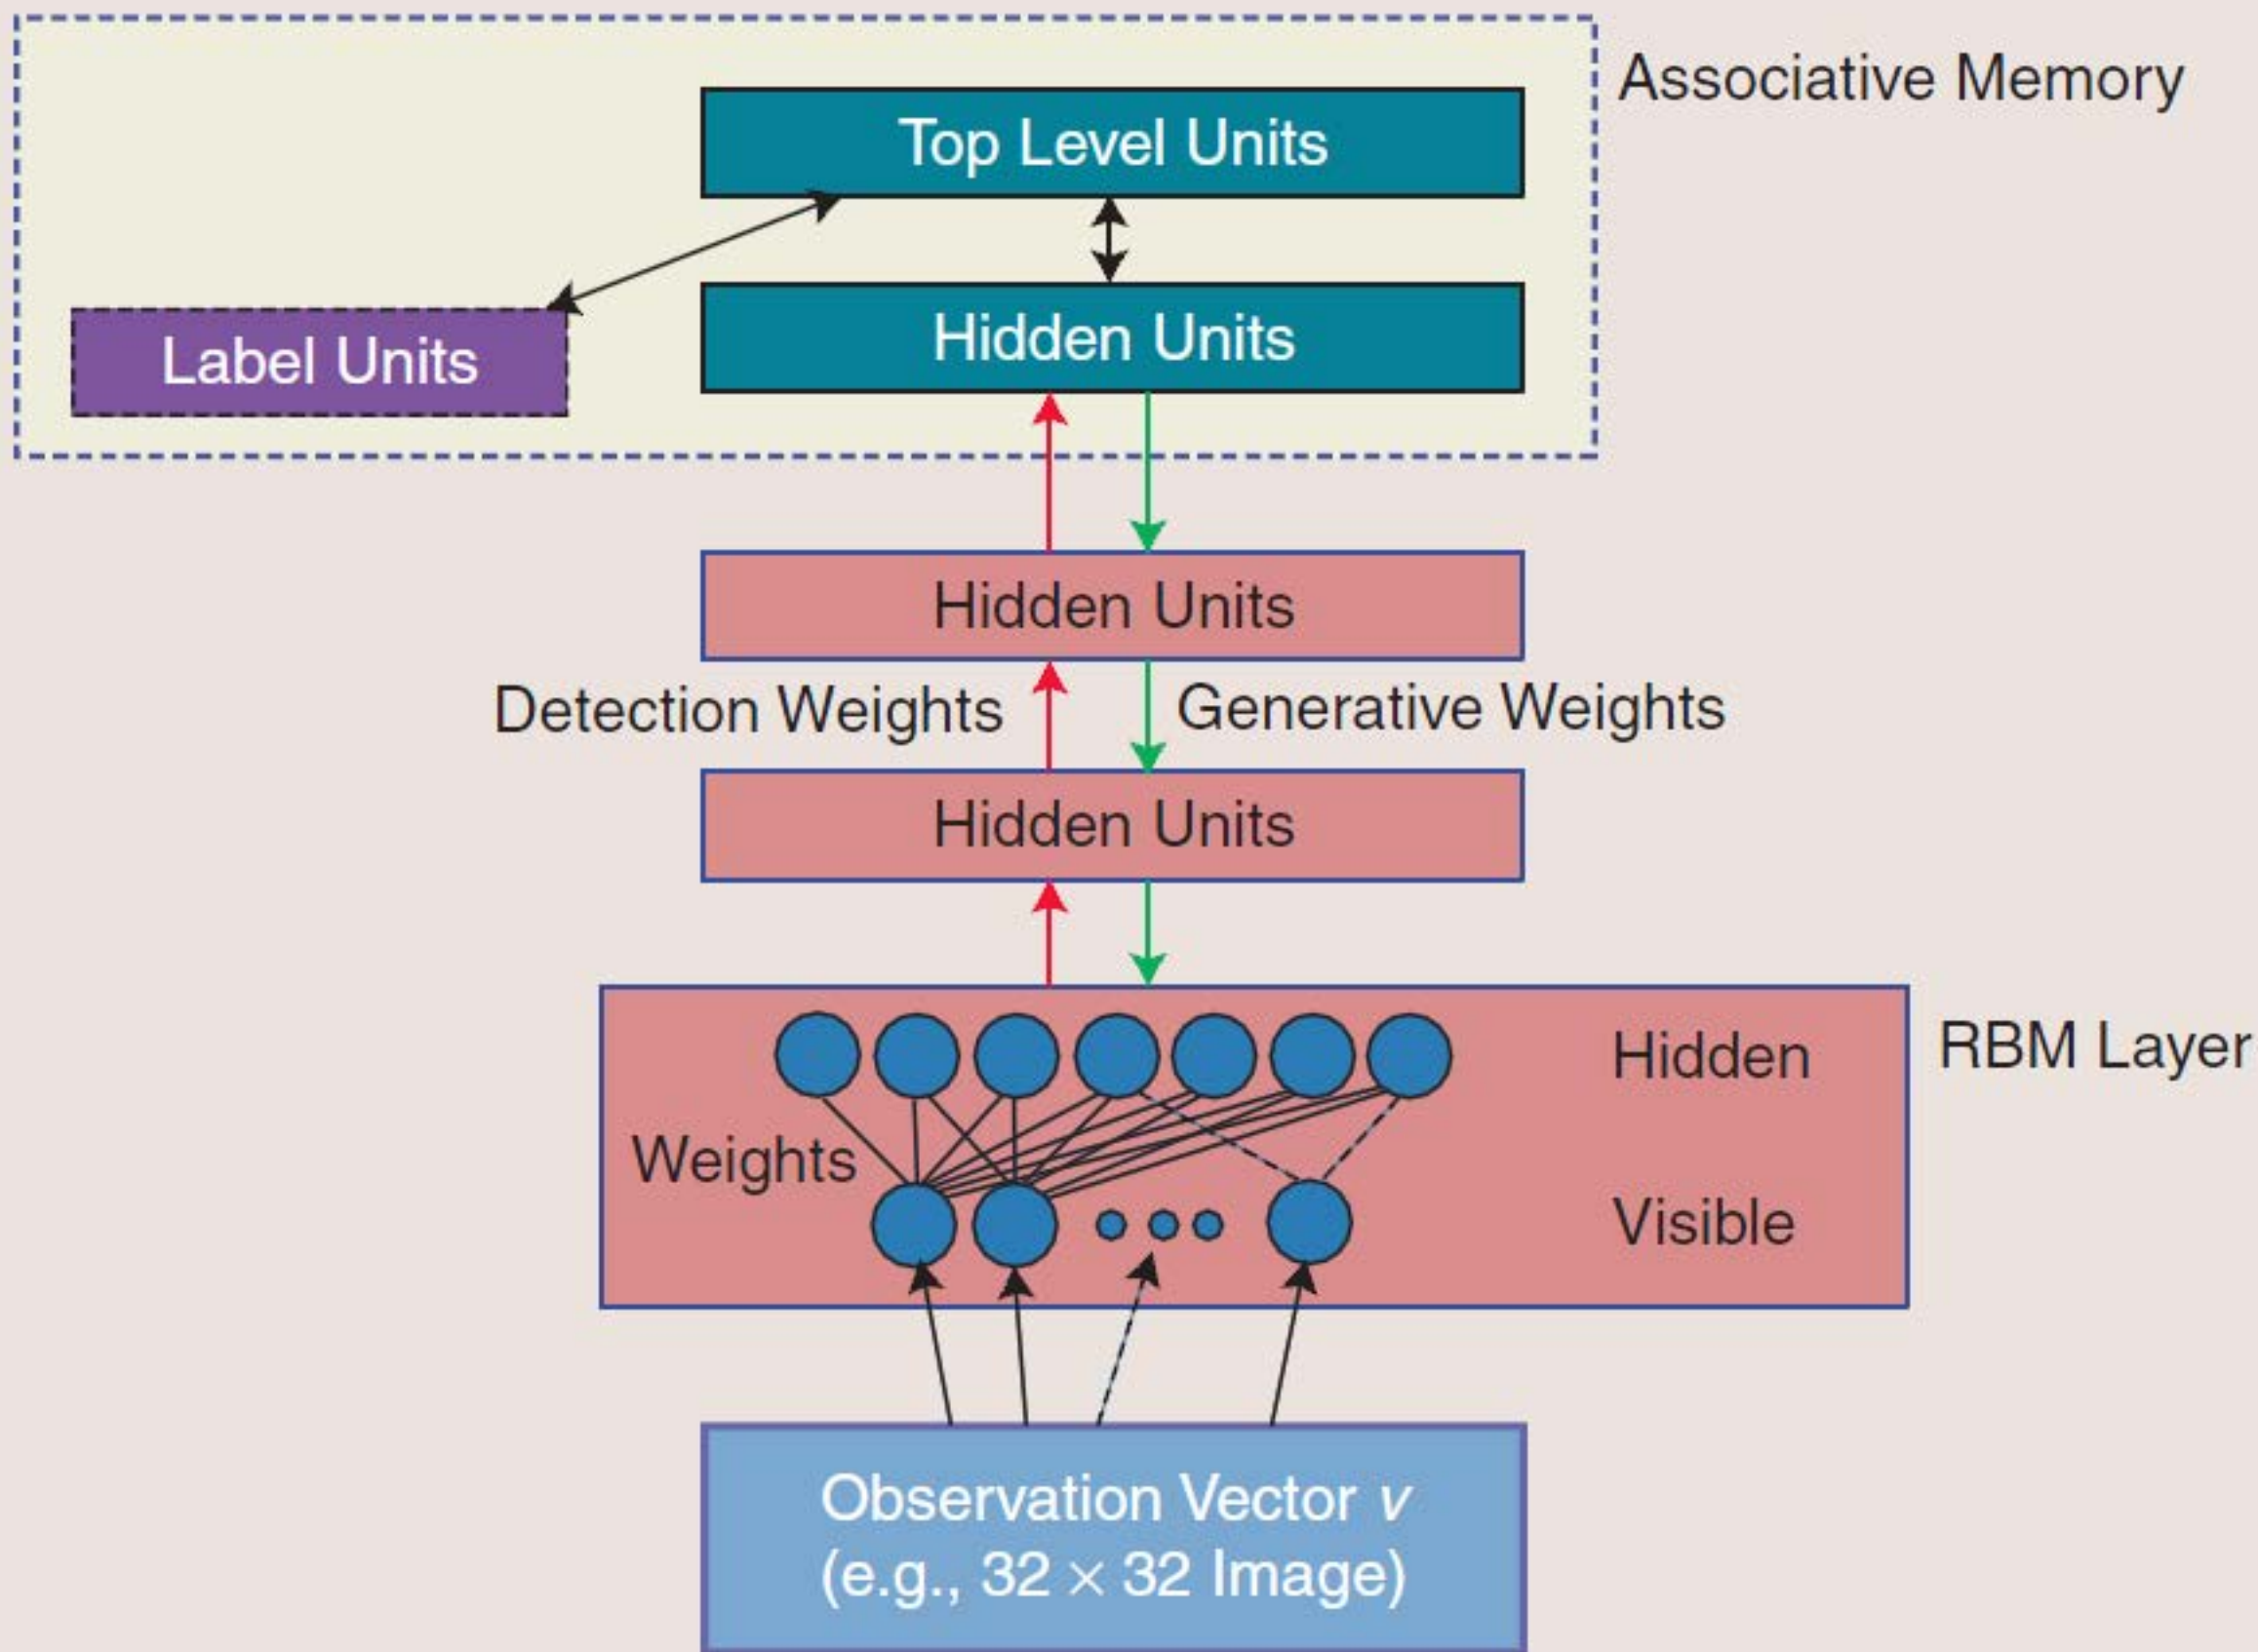 Associative Memory
Top Level Units
Hidden Units
Label Units
Hidden Units
Detection Weights
Generative Weights
Hidden Units
Hidden
RBM Layer
Weights
Visible
Observation Vector v
(e.g., 32 × 32 Image)